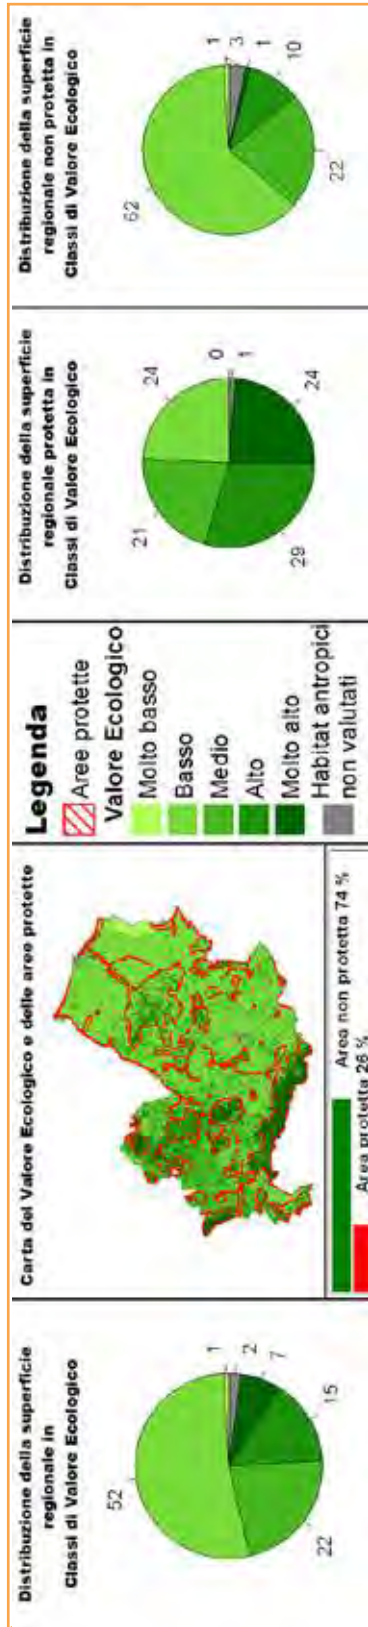 Distribuzione della superficie
regionale in
Classi di Valore Ecologico
52
22
15
7
2
1
Carta del Valore Ecologico e delle aree protette
Area non protetta 74 %
Area protetta 26 %
Legenda
Aree protette
Valore Ecologico
Molto basso
Basso
Medio
Alto
Molto alto
Habitat antropici
non valutati
Distribuzione della superficie
regionale protetta in
Classi di Valore Ecologico
24
21
29
24
1
0
Distribuzione della superficie
regionale non protetta in
Classi di Valore Ecologico
62
22
10
1
3
1